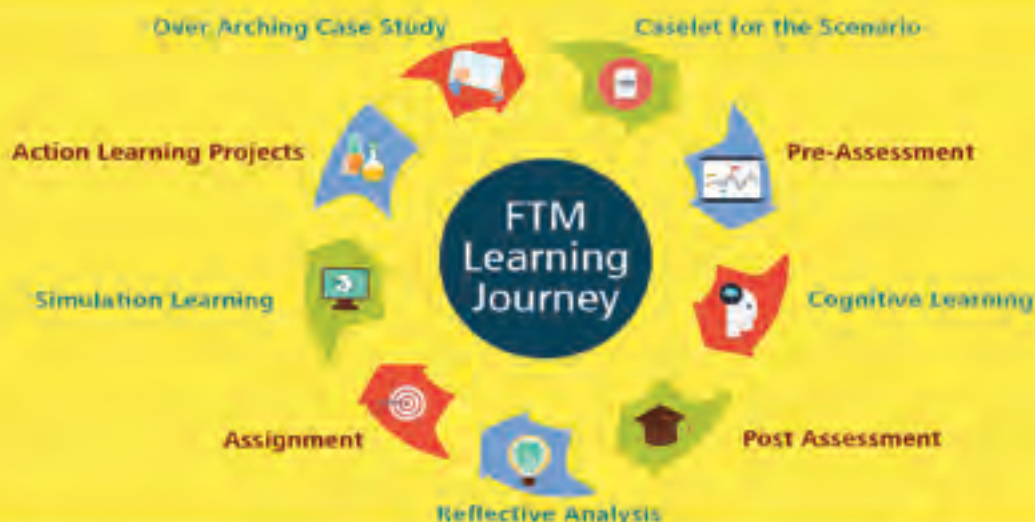 Over Arching Case Study
Caselet for the Scenario
Action Learning Projects
Pre-Assessment
FTM
Learning
Journey
Simulation Learning
Cognitive Learning
Assignment
Post Assessment
Reflective Analysis